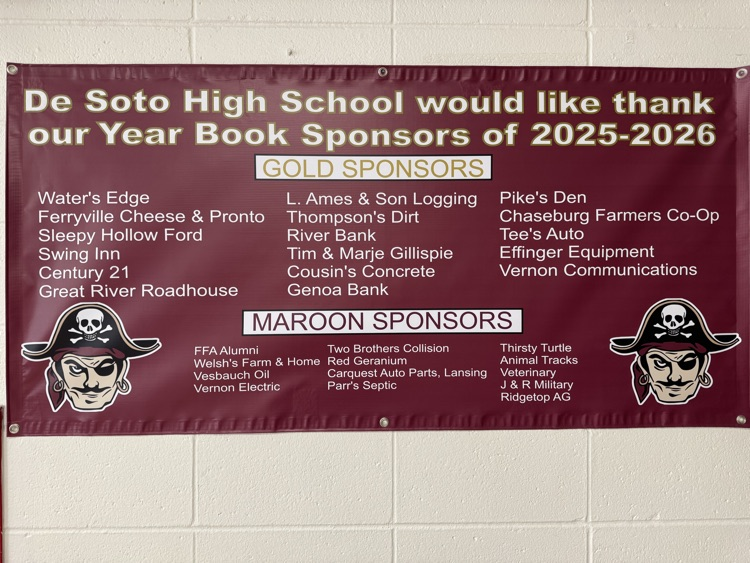 De Soto High School would like thank
our Year Book Sponsors of 2025-2026
GOLD SPONSORS
Water's Edge
Ferryville Cheese & Pronto
Sleepy Hollow Ford
Swing Inn
Century 21
Great River Roadhouse
L. Ames & Son Logging
Thompson's Dirt
River Bank
Tim & Marje Gillispie
Cousin's Concrete
Genoa Bank
Pike's Den
Chaseburg Farmers Co-Op
Tee's Auto
Effinger Equipment
Vernon Communications
MAROON SPONSORS
FFA Alumni
Welsh's Farm & Home
Vesbauch Oil
Vernon Electric
Two Brothers Collision
Red Geranium
Carquest Auto Parts, Lansing
Parr's Septic
Thirsty Turtle
Animal Tracks
Veterinary
J & R Military
Ridgetop AG